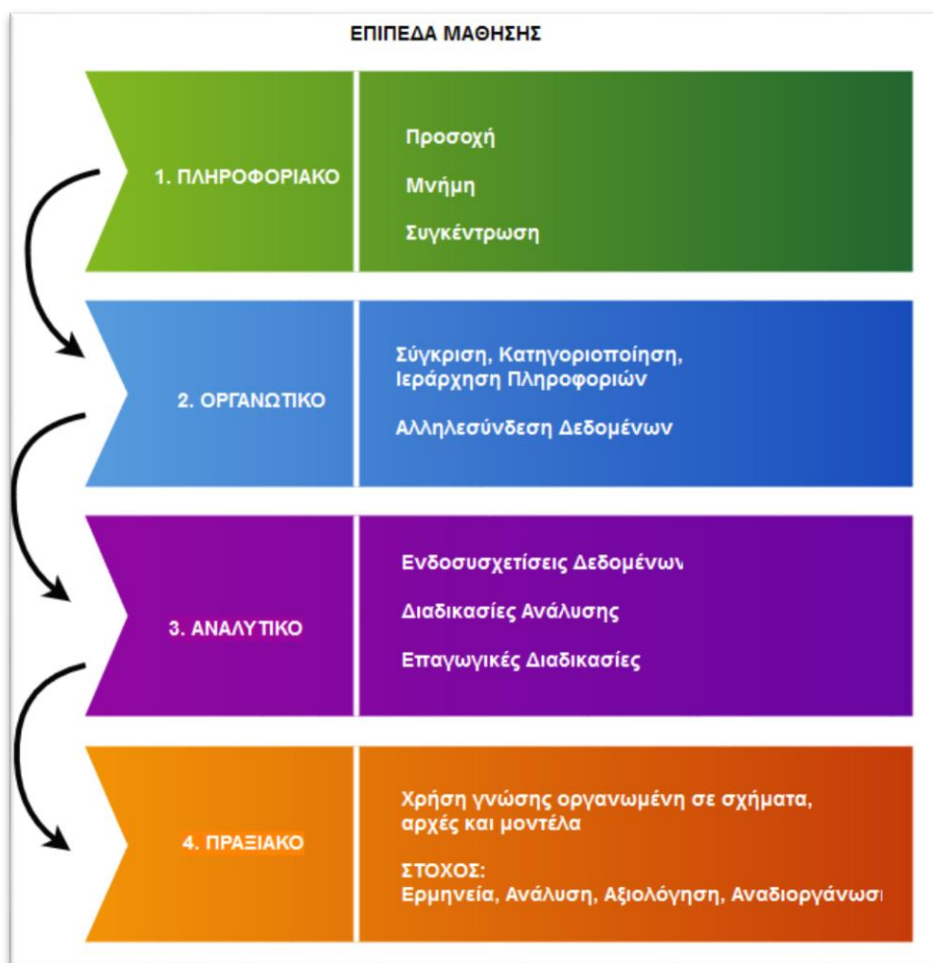 ΕΠΙΠΕΔΑ ΜΑΘΗΣΗΣ
1. ΠΛΗΡΟΦΟΡΙΑΚΟ
Προσοχή
Μνήμη
Συγκέντρωση
2. ΟΡΓΑΝΩΤΙΚΟ
Σύγκριση, Κατηγοριοποίηση,
Ιεράρχηση Πληροφοριών
Αλληλεσύνδεση Δεδομένων
3. ΑΝΑΛΥΤΙΚΟ
Ενδοσυσχετίσεις Δεδομένων
Διαδικασίες Ανάλυσης
Επαγωγικές Διαδικασίες
4. ΠΡΑΞΙΑΚΟ
Χρήση γνώσης οργανωμένη σε σχήματα,
αρχές και μοντέλα
ΣΤΟΧΟΣ:
Ερμηνεία, Ανάλυση, Αξιολόγηση, Αναδιοργάνωσι